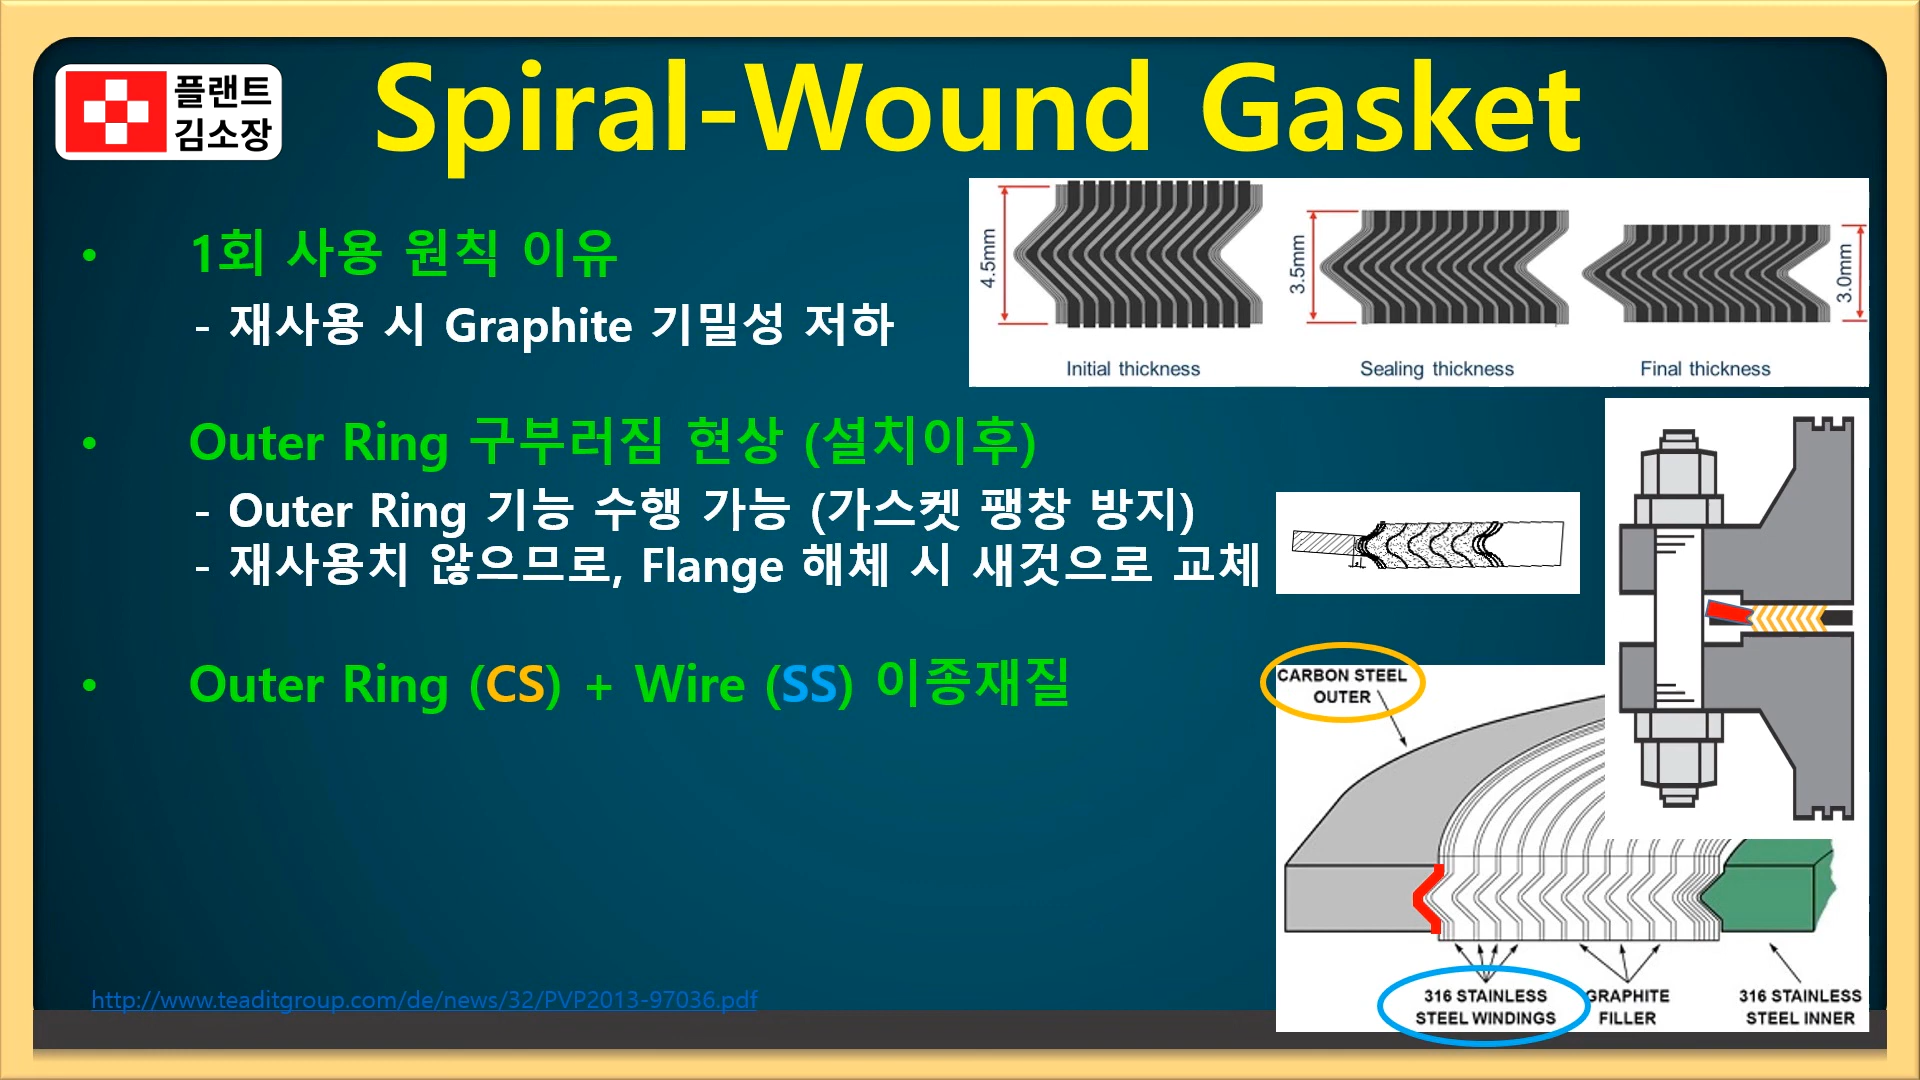 플랜트
김소장
Spiral-Wound Gasket
• 1회 사용 원칙 이유
- 재사용 시 Graphite 기밀성 저하
4.5mm
3.5mm
3.0mm
Initial thickness
Sealing thickness
Final thickness
• Outer Ring 구부러짐 현상 (설치이후)
- Outer Ring 기능 수행 가능 (가스켓 팽창 방지)
- 재사용치 않으므로, Flange 해체 시 새것으로 교체
• Outer Ring (CS) + Wire (SS) 이종재질
CARBON STEEL
OUTER
316 STAINLESS
STEEL WINDINGS
GRAPHITE
FILLER
316 STAINLESS
STEEL INNER
http://www.teaditgroup.com/de/news/32/PVP2013-97036.pdf